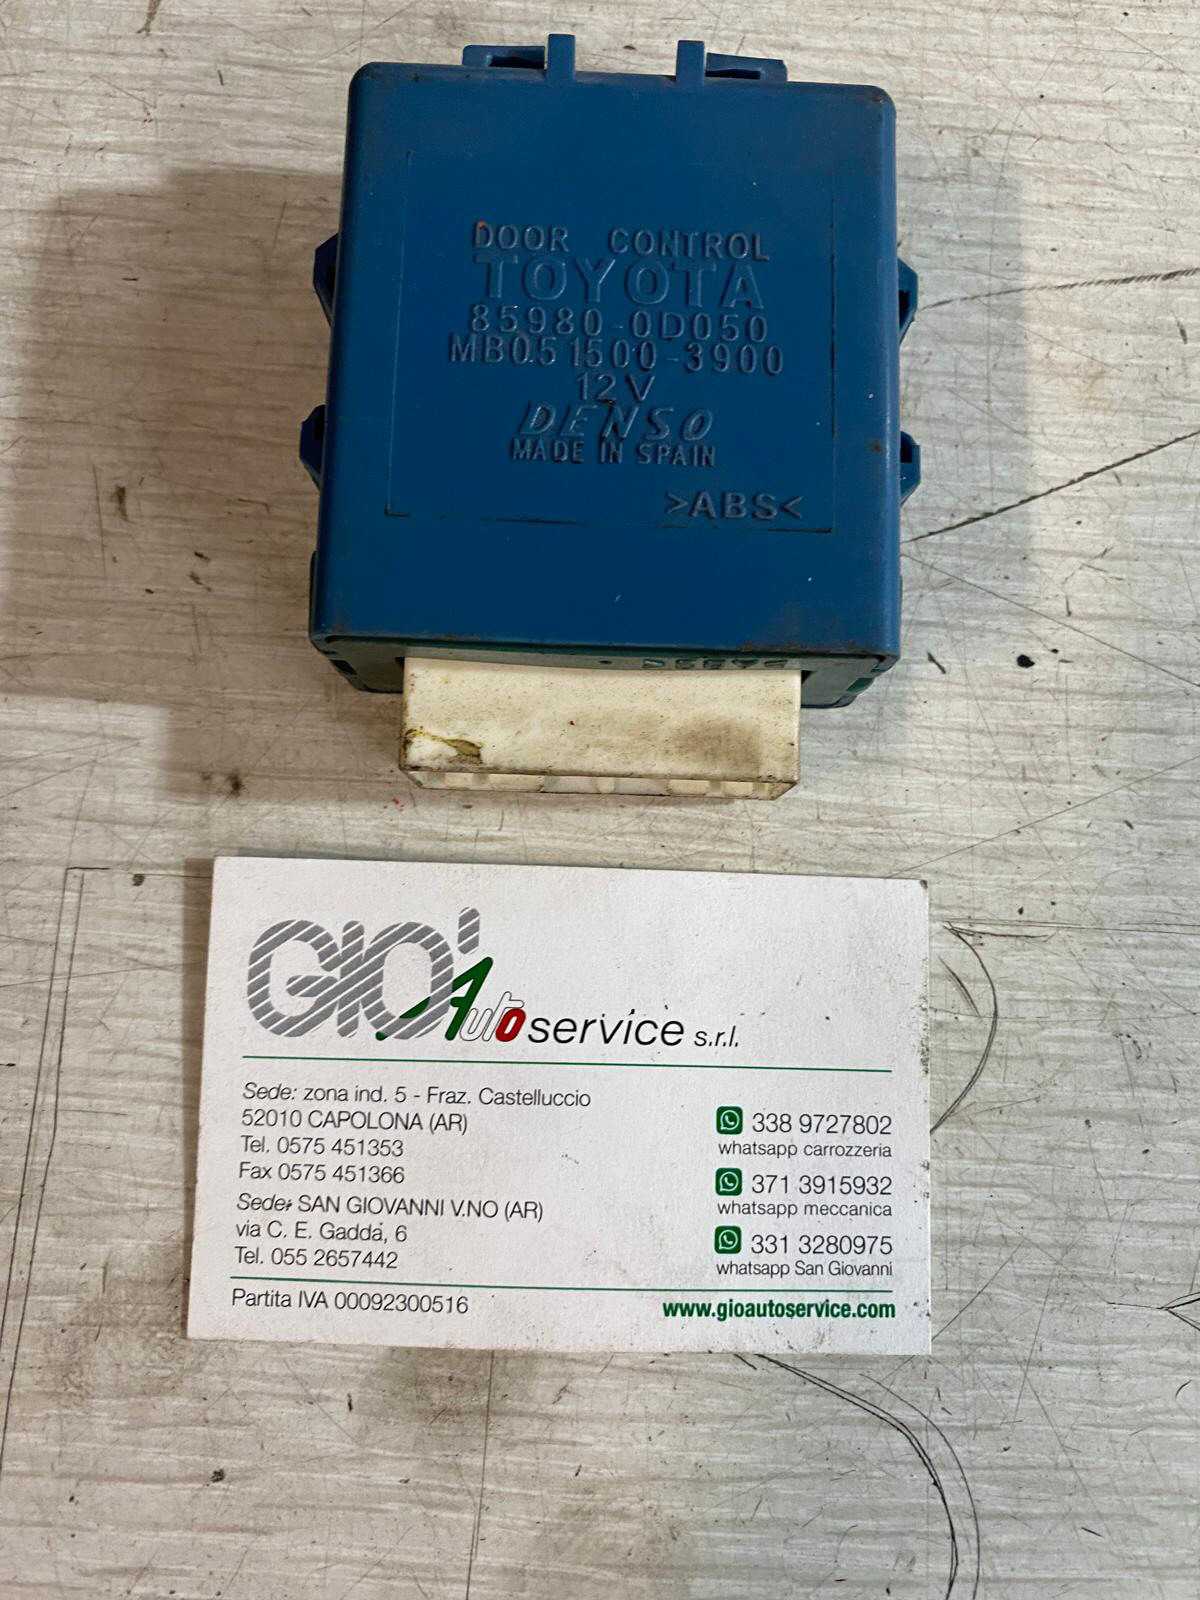 DOOR CONTROL
TOYOTA
85980-0D050
MB051500-3900
12V
DENSO
MADE IN SPAIN
>ABS<
GIO' Autoservice s.r.l.
Sede: zona ind. 5 - Fraz. Castelluccio
52010 CAPOLONA (AR)
Tel. 0575 451353
Fax 0575 451366
Sede: SAN GIOVANNI V.NO (AR)
via C. E. Gadda, 6
Tel. 055 2657442
338 9727802
whatsapp carrozzeria
371 3915932
whatsapp meccanica
331 3280975
whatsapp San Giovanni
Partita IVA 00092300516
www.gioautoservice.com